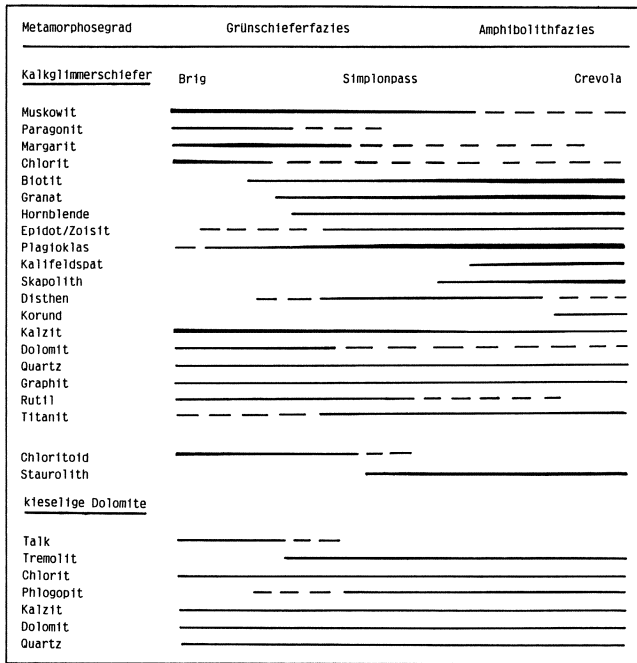 Metamorphosegrad Grünschieferfazies Amphibolithfazies
Kalkglimmerschiefer Brig Simplonpass Crevola
Muskowit
Paragonit
Margarit
Chlorit
Biotit
Granat
Hornblende
Epidot/Zoisit
Plagioklas
Kalifeldspat
Skapolith
Disthen
Korund
Kalzit
Dolomit
Quartz
Graphit
Rutil
Titanit
Chloritoid
Staurolith
kieselige Dolomite
Talk
Tremolit
Chlorit
Phlogopit
Kalzit
Dolomit
Quartz